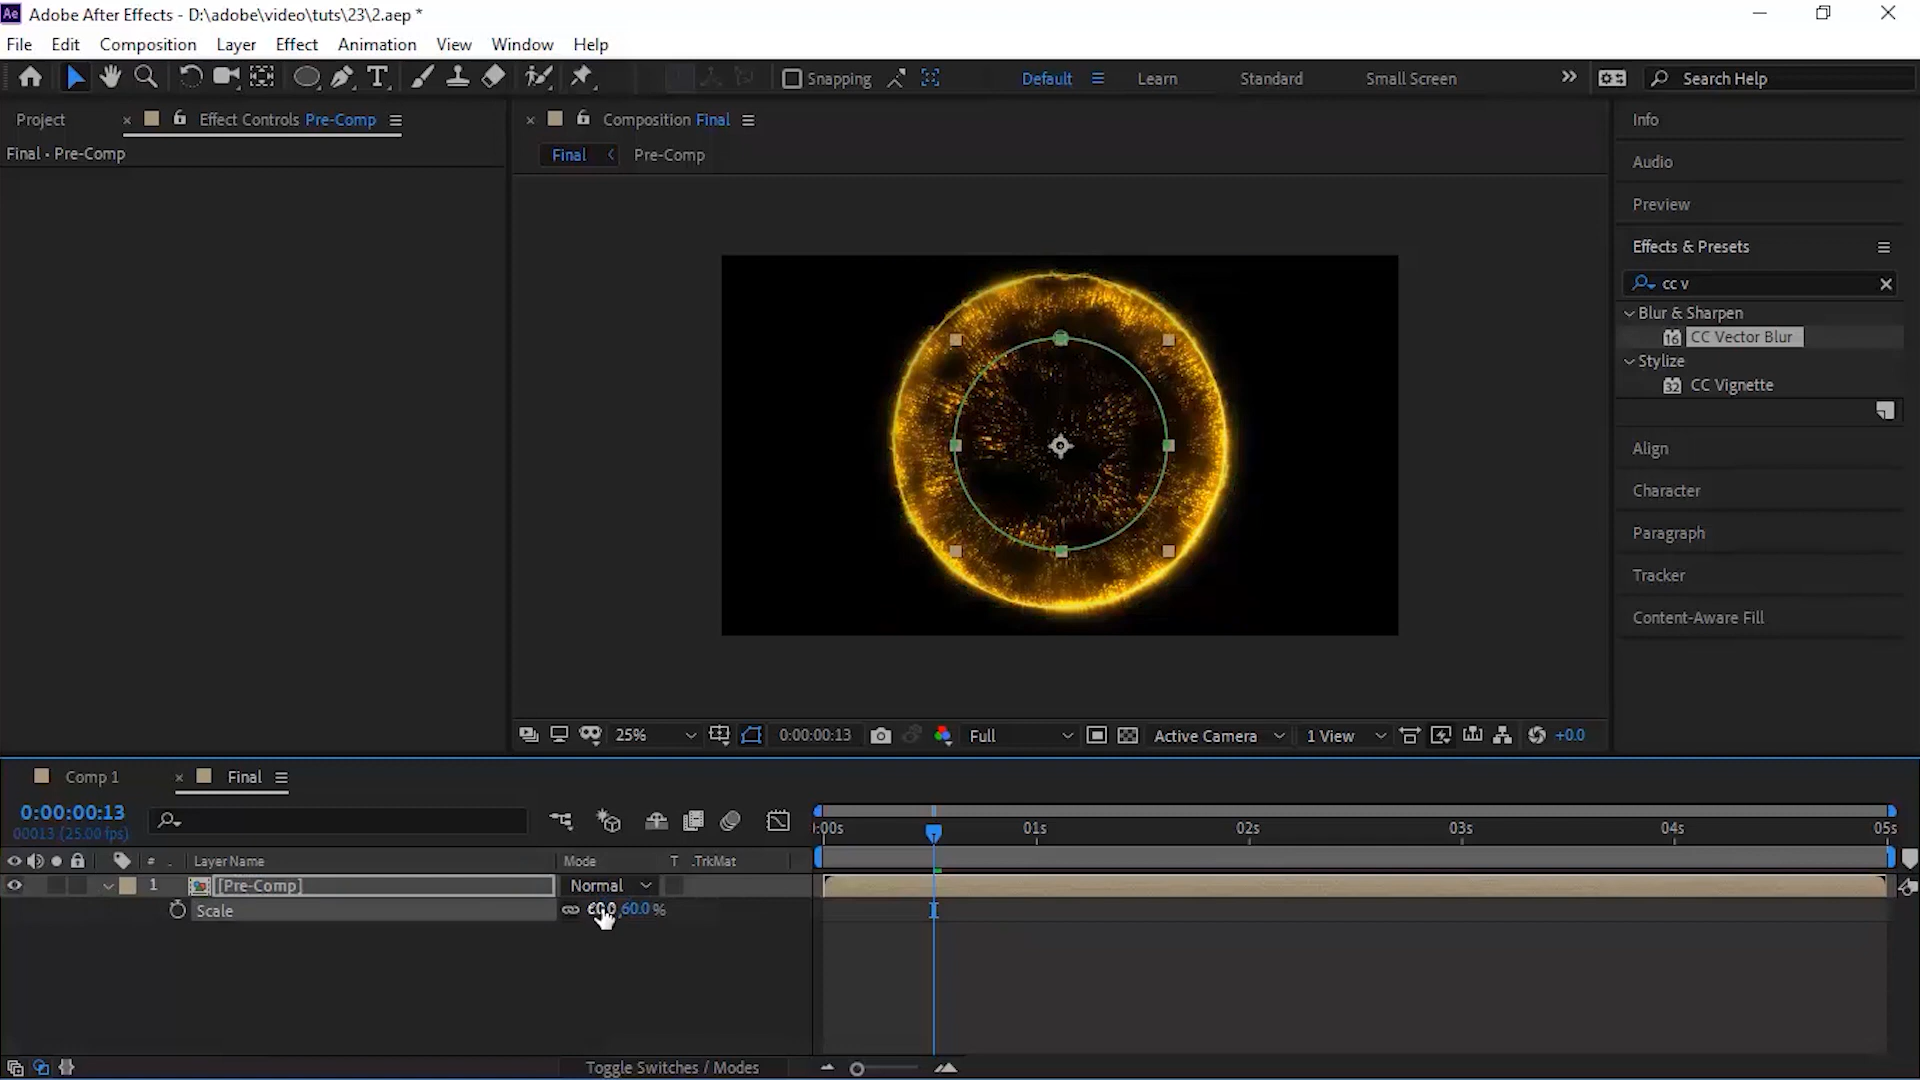 Ae Adobe After Effects - D:\adobe\video\tuts\23\2.aep *
File Edit Composition Layer Effect Animation View Window Help
Snapping Default Learn Standard Small Screen Search Help
Project Effect Controls Pre-Comp
Final • Pre-Comp
Composition Final
Final Pre-Comp
Info
Audio
Preview
Effects & Presets
cc v
Blur & Sharpen
16 CC Vector Blur
Stylize
32 CC Vignette
Align
Character
Paragraph
Tracker
Content-Aware Fill
25% 0:00:00:13 Full Active Camera 1 View +0.0
Comp 1 Final
0:00:00:13
00013 (25.00 fps)
:00s 01s 02s 03s 04s 05s
# Layer Name Mode T .TrkMat
1 [Pre-Comp] Normal
Scale 60.0 %
Toggle Switches / Modes